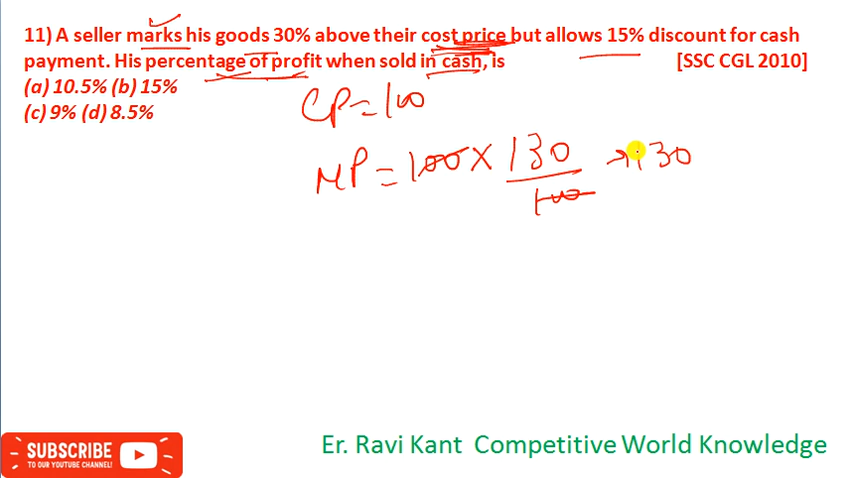 11) A seller marks his goods 30% above their cost price but allows 15% discount for cash
payment. His percentage of profit when sold in cash, is [SSC CGL 2010]
(a) 10.5% (b) 15%
(c) 9% (d) 8.5%
CP = 100
MP = 100 × 130 / 100 → 130
SUBSCRIBE
TO OUR YOUTUBE CHANNEL!
Er. Ravi Kant Competitive World Knowledge